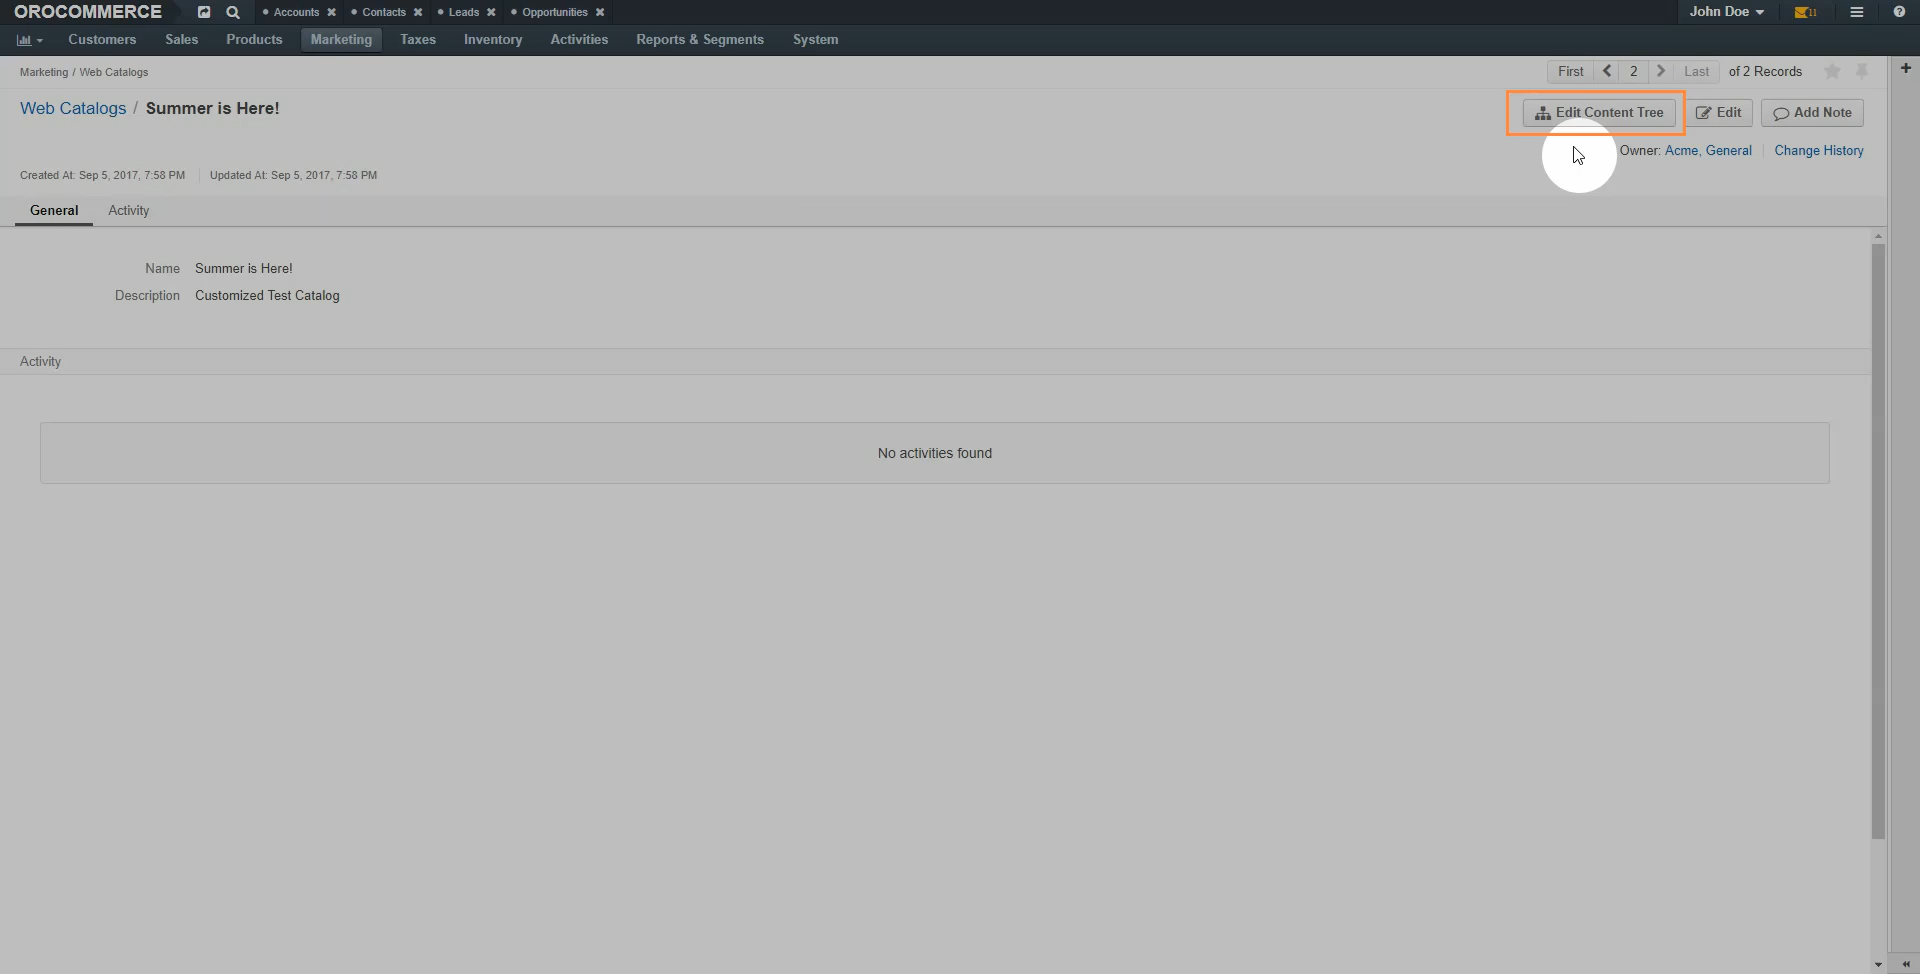 OROCOMMERCE
Accounts Contacts Leads Opportunities
John Doe 11
Customers Sales Products Marketing Taxes Inventory Activities Reports & Segments System
Marketing / Web Catalogs
First 2 Last of 2 Records
Web Catalogs / Summer is Here!
Edit Content Tree Edit Add Note
Owner: Acme, General Change History
Created At: Sep 5, 2017, 7:58 PM Updated At: Sep 5, 2017, 7:58 PM
General Activity
Name Summer is Here!
Description Customized Test Catalog
Activity
No activities found